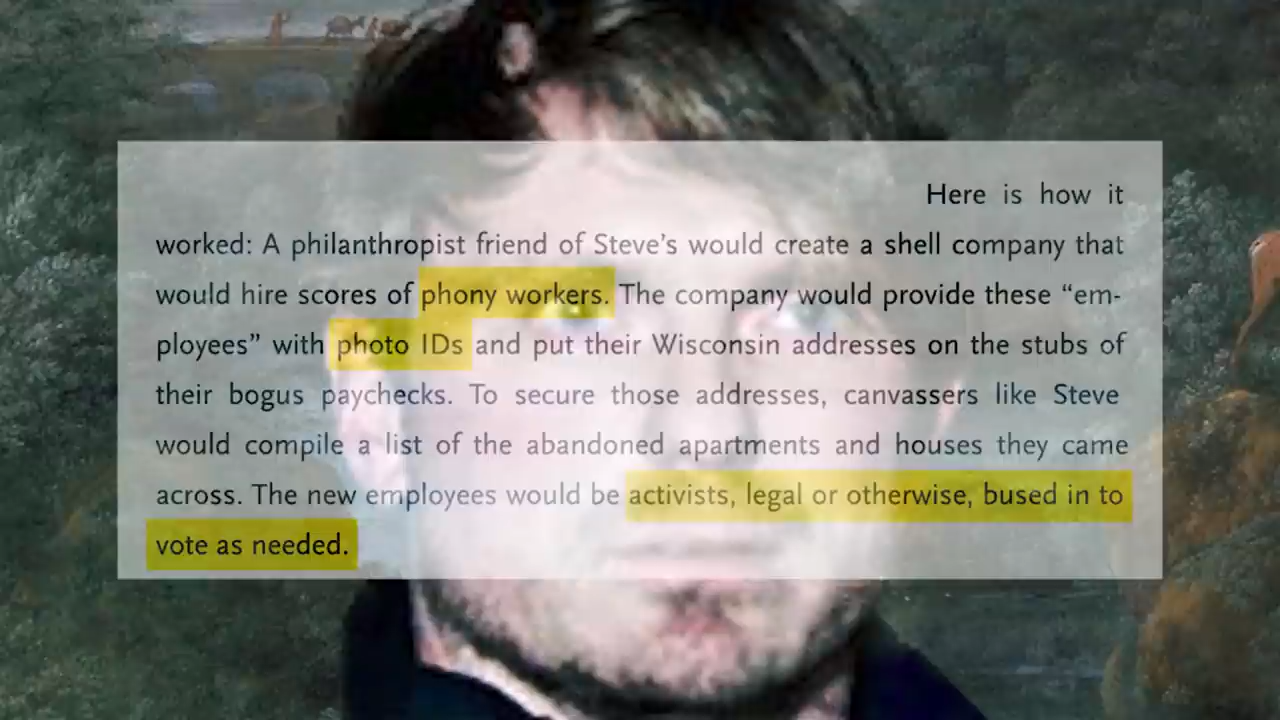 Here is how it
worked: A philanthropist friend of Steve’s would create a shell company that
would hire scores of phony workers. The company would provide these “em-
ployees” with photo IDs and put their Wisconsin addresses on the stubs of
their bogus paychecks. To secure those addresses, canvassers like Steve
would compile a list of the abandoned apartments and houses they came
across. The new employees would be activists, legal or otherwise, bused in to
vote as needed.